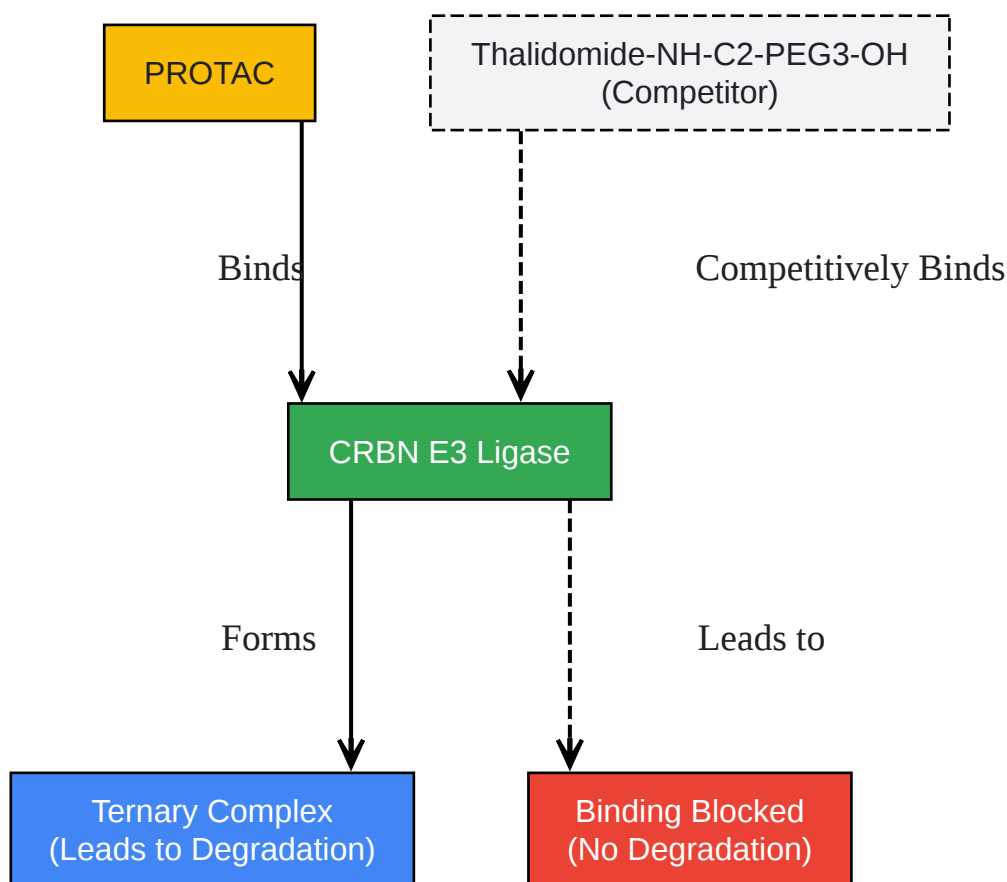 PROTAC
Thalidomide-NH-C2-PEG3-OH
(Competitor)
Binds
Competitively Binds
CRBN E3 Ligase
Forms
Leads to
Ternary Complex
(Leads to Degradation)
Binding Blocked
(No Degradation)